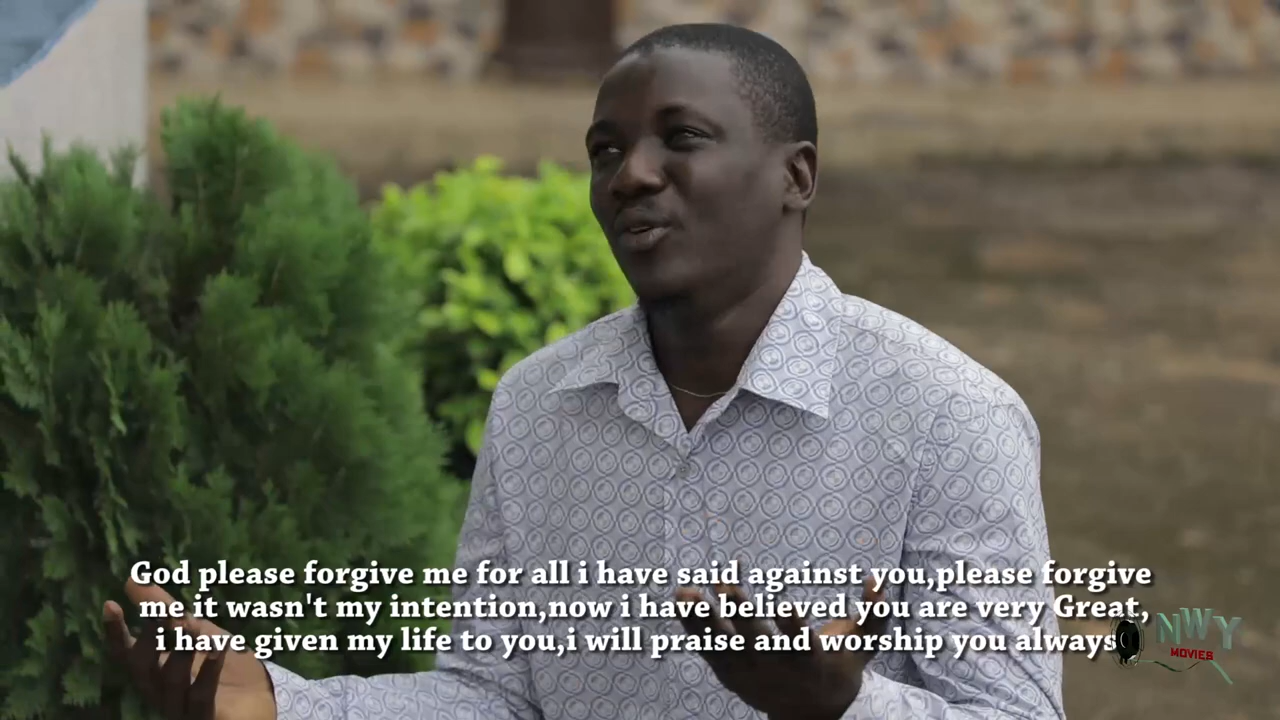 God please forgive me for all i have said against you,please forgive
me it wasn't my intention,now i have believed you are very Great,
i have given my life to you,i will praise and worship you always
NWY
MOVIES